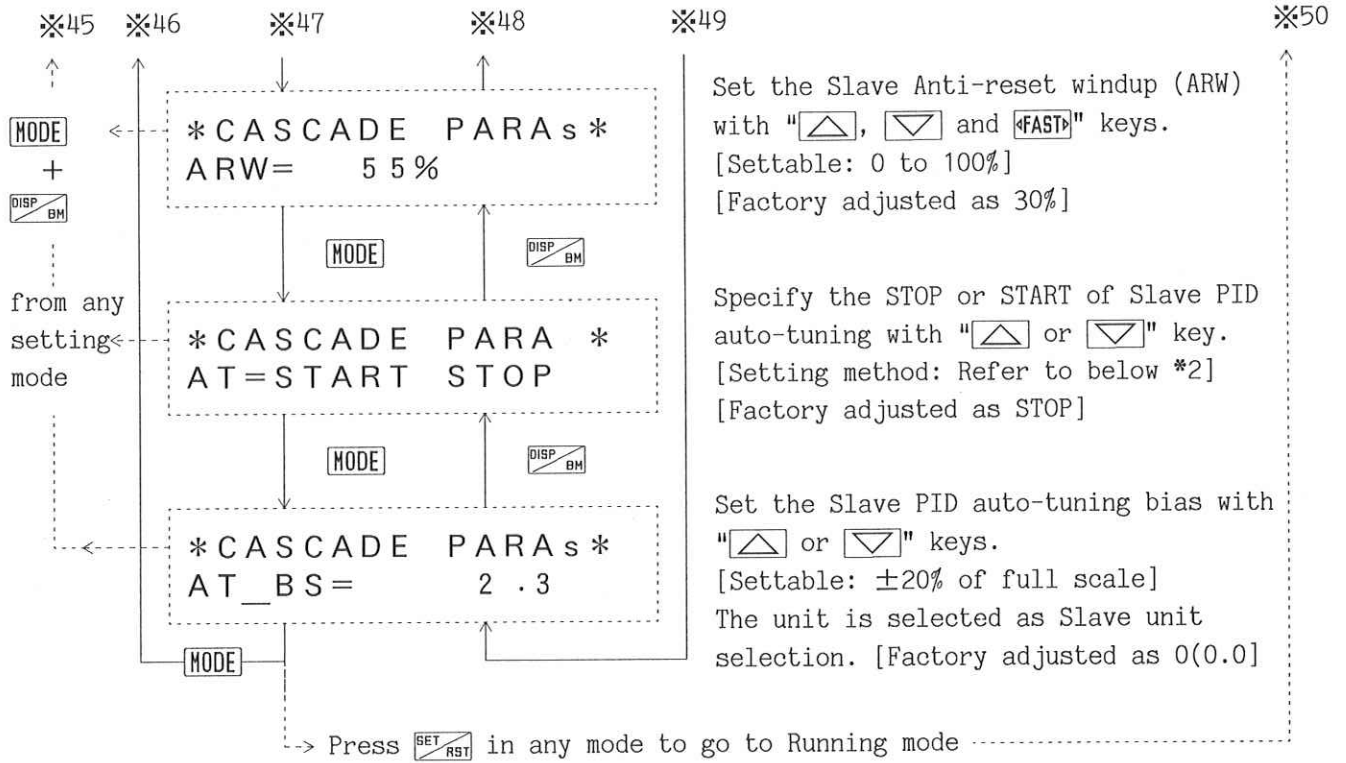 ※45 ※46 ※47 ※48 ※49 ※50
MODE
+
DISP BM
from any
setting
mode
*CASCADE PARAs*
ARW= 55%
Set the Slave Anti-reset windup (ARW)
with "△, ▽ and ◁FAST▷" keys.
[Settable: 0 to 100%]
[Factory adjusted as 30%]
MODE DISP BM
*CASCADE PARA *
AT=START STOP
Specify the STOP or START of Slave PID
auto-tuning with "△ or ▽" key.
[Setting method: Refer to below *2]
[Factory adjusted as STOP]
MODE DISP BM
*CASCADE PARAs*
AT_BS= 2.3
Set the Slave PID auto-tuning bias with
"△ or ▽" keys.
[Settable: ±20% of full scale]
The unit is selected as Slave unit
selection. [Factory adjusted as 0(0.0]
MODE
Press SET RST in any mode to go to Running mode